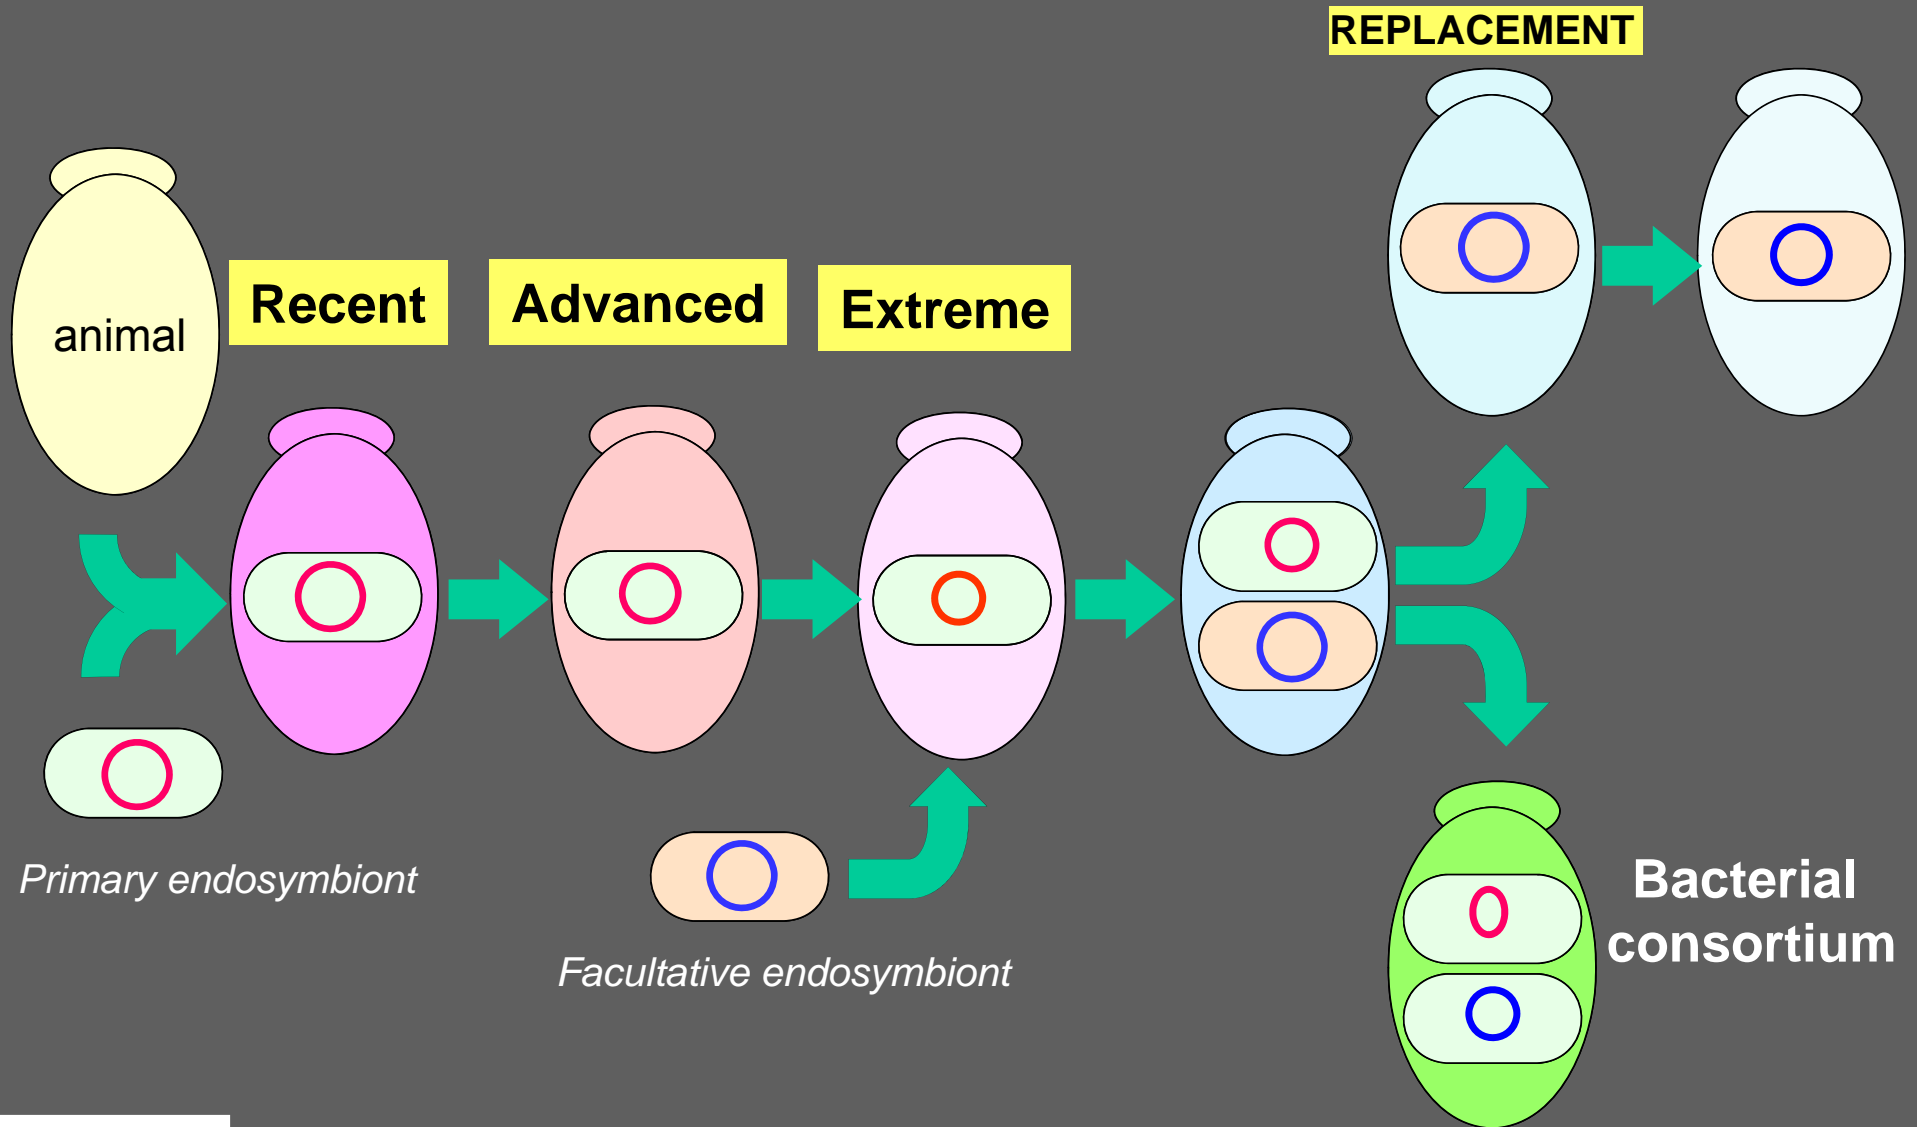 REPLACEMENT
animal
Recent
Advanced
Extreme
Primary endosymbiont
Facultative endosymbiont
Bacterial
consortium